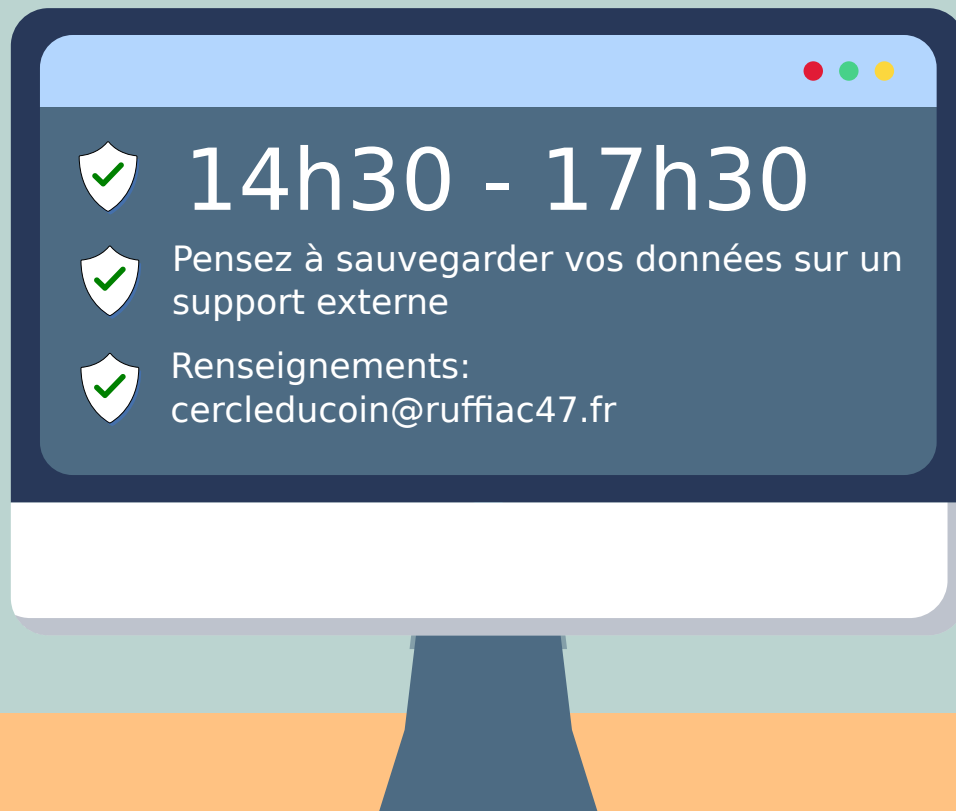 14h30 - 17h30
Pensez à sauvegarder vos données sur un
support externe
Renseignements:
cercleducoin@ruffiac47.fr